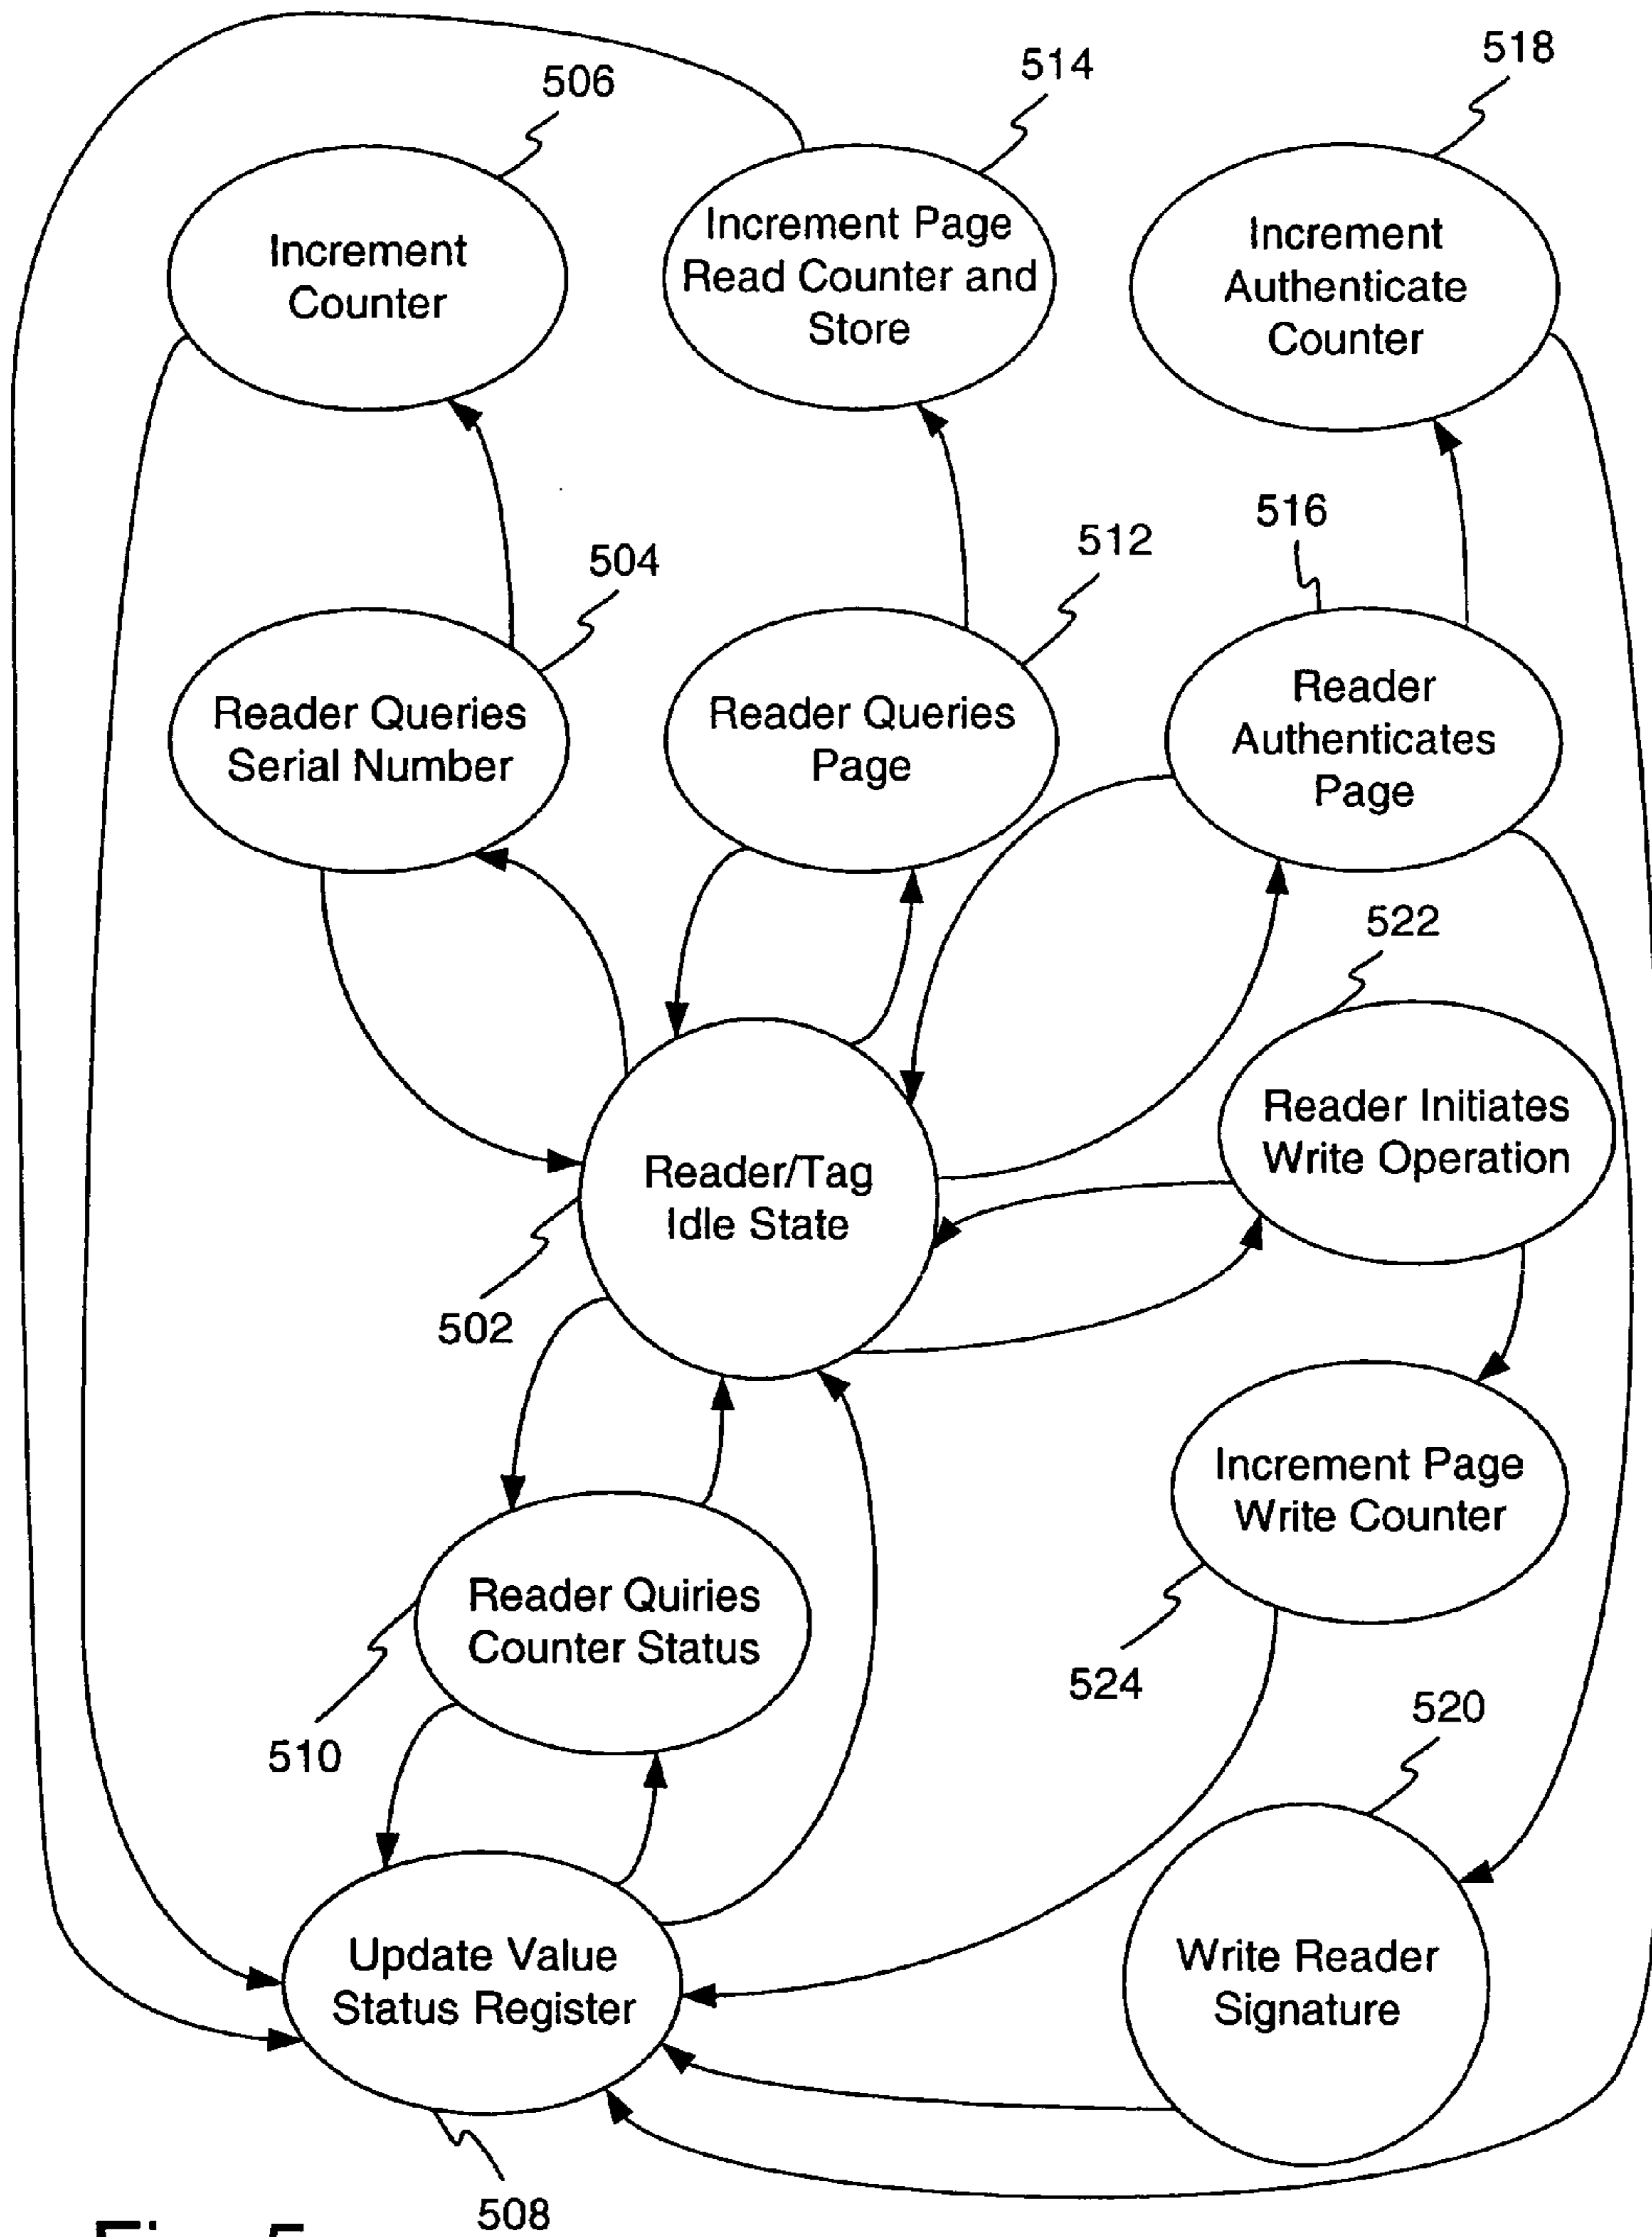 518
514
506
Increment Page
Read Counter and
Store
Increment
Counter
Increment
Authenticate
Counter
516
512
504
Reader Queries
Serial Number
Reader Queries
Page
Reader
Authenticates
Page
522
Reader Initiates
Write Operation
Reader/Tag
Idle State
502
Increment Page
Write Counter
Reader Quiries
Counter Status
524
520
510
Update Value
Status Register
Write Reader
Signature
508